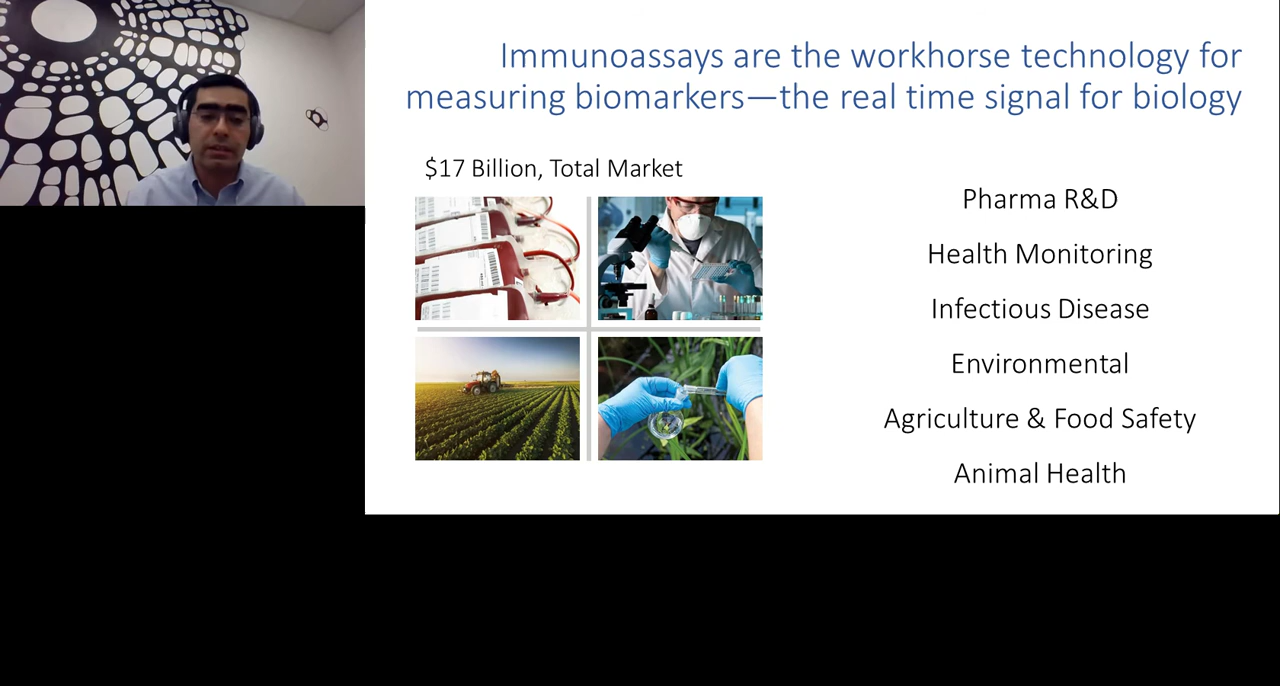 Immunoassays are the workhorse technology for
measuring biomarkers—the real time signal for biology
$17 Billion, Total Market
Pharma R&D
Health Monitoring
Infectious Disease
Environmental
Agriculture & Food Safety
Animal Health